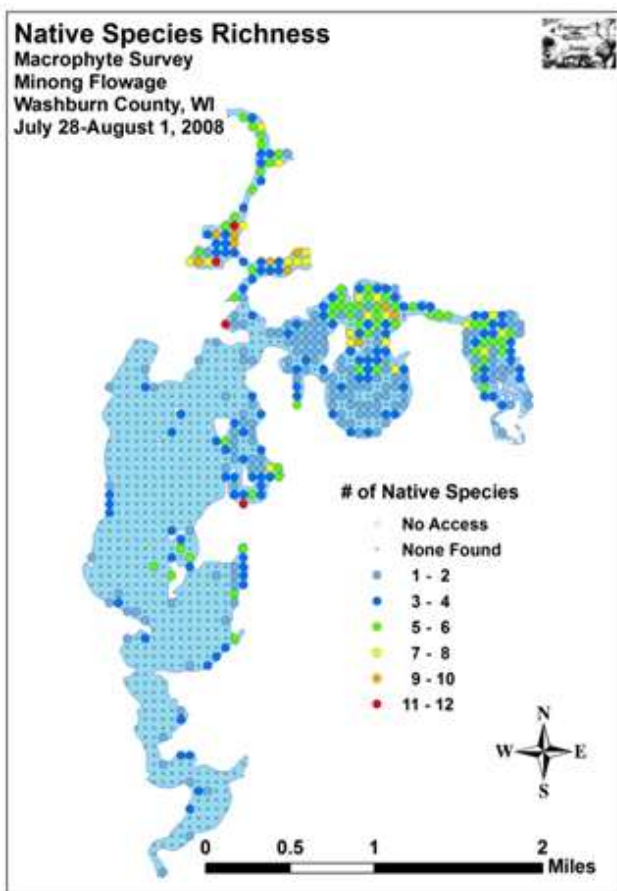 Native Species Richness
Macrophyte Survey
Minong Flowage
Washburn County, WI
July 28-August 1, 2008
# of Native Species
No Access
None Found
1 - 2
3 - 4
5 - 6
7 - 8
9 - 10
11 - 12
N
W E
S
0 0.5 1 2
Miles